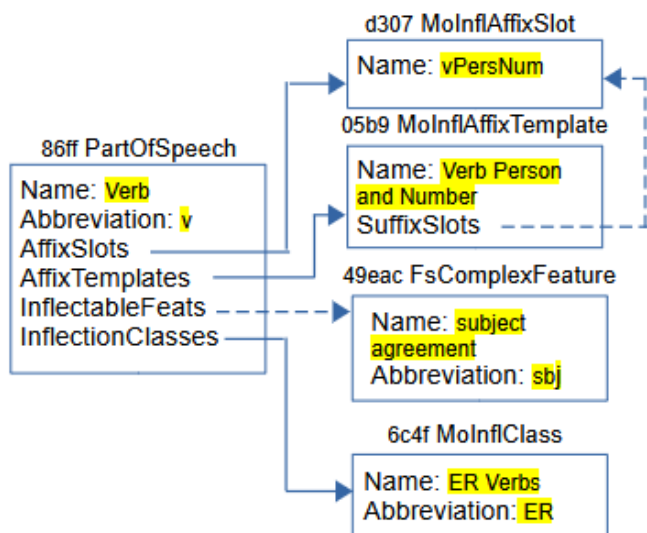 d307 MoInflAffixSlot
Name: vPersNum
05b9 MoInflAffixTemplate
86ff PartOfSpeech
Name: Verb Person
and Number
SuffixSlots
Name: Verb
Abbreviation: v
AffixSlots
AffixTemplates
InflectableFeats
InflectionClasses
49eac FsComplexFeature
Name: subject
agreement
Abbreviation: sbj
6c4f MoInflClass
Name: ER Verbs
Abbreviation: ER